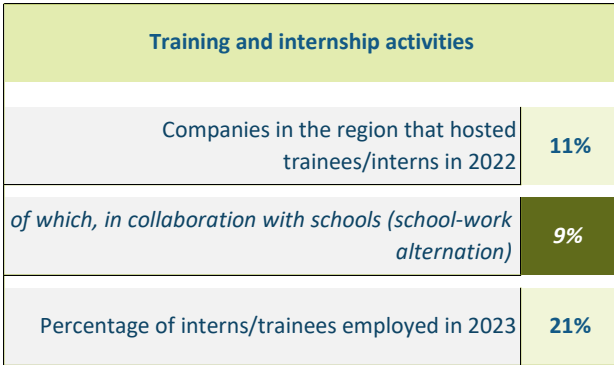 Training and internship activities
Companies in the region that hosted
trainees/interns in 2022
11%
of which, in collaboration with schools (school-work
alternation)
9%
Percentage of interns/trainees employed in 2023
21%